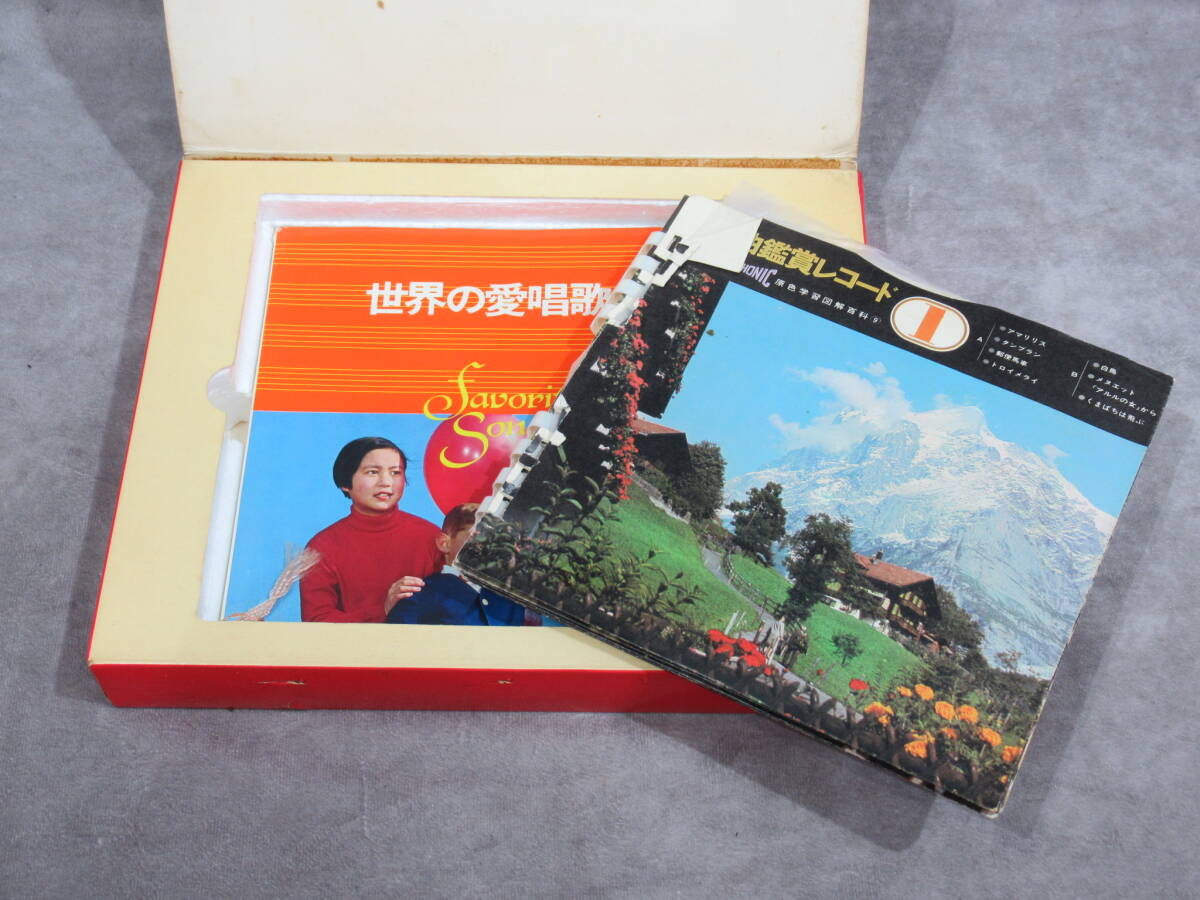 世界の愛唱歌
Favori
Son
曲鑑賞レコード
PHONIC 原色学習図解百科(9)
1
A
●アマリリス
●タンブラン
●郵便馬車
●トロイメライ
B
●白鳥
●メヌエット
「アルルの女」から
●くまばちは飛ぶ